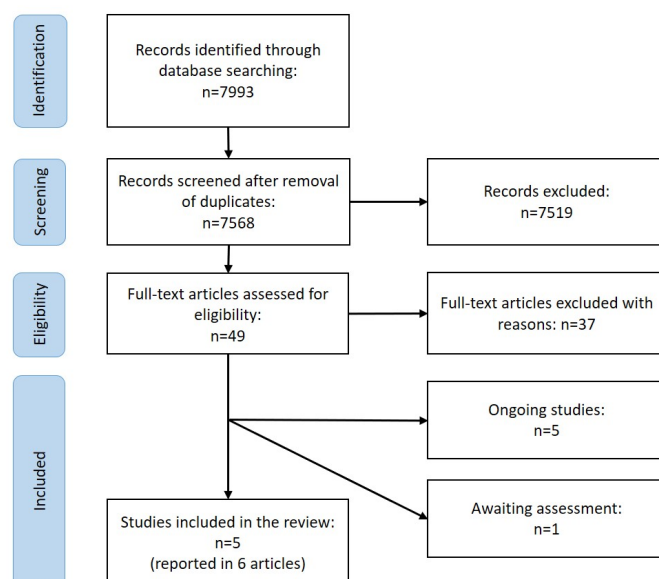 Identification
Records identified through
database searching:
n=7993
Screening
Records screened after removal
of duplicates:
n=7568
Records excluded:
n=7519
Eligibility
Full-text articles assessed for
eligibility:
n=49
Full-text articles excluded with
reasons: n=37
Included
Ongoing studies:
n=5
Awaiting assessment:
n=1
Studies included in the review:
n=5
(reported in 6 articles)